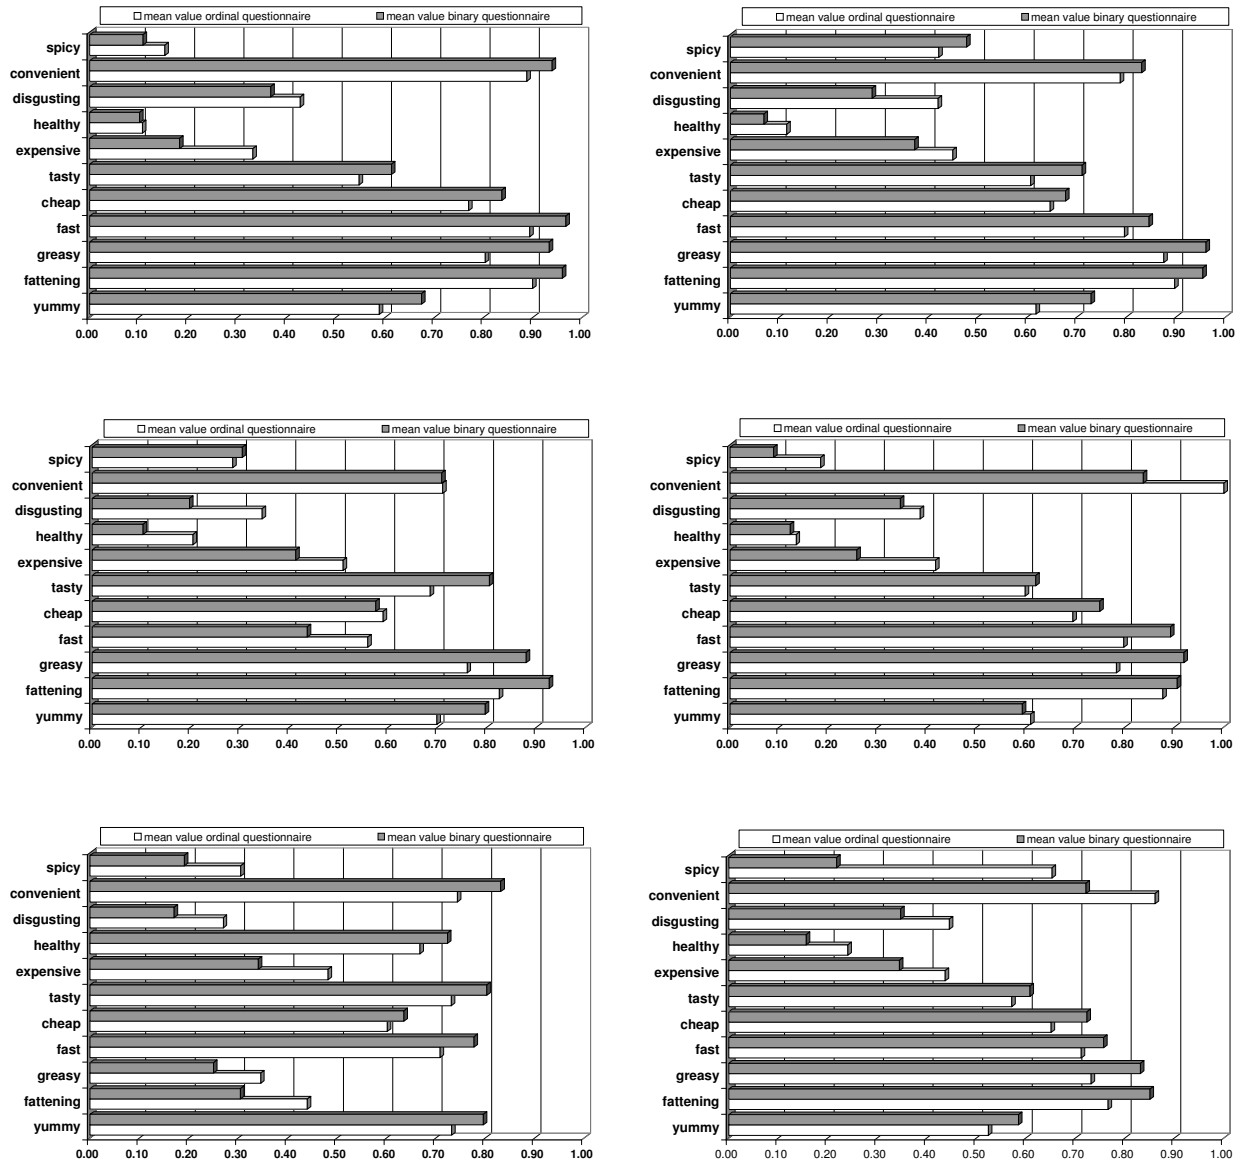 mean value ordinal questionnaire mean value binary questionnaire
spicy
convenient
disgusting
healthy
expensive
tasty
cheap
fast
greasy
fattening
yummy
0.00 0.10 0.20 0.30 0.40 0.50 0.60 0.70 0.80 0.90 1.00
mean value ordinal questionnaire mean value binary questionnaire
spicy
convenient
disgusting
healthy
expensive
tasty
cheap
fast
greasy
fattening
yummy
0.00 0.10 0.20 0.30 0.40 0.50 0.60 0.70 0.80 0.90 1.00
mean value ordinal questionnaire mean value binary questionnaire
spicy
convenient
disgusting
healthy
expensive
tasty
cheap
fast
greasy
fattening
yummy
0.00 0.10 0.20 0.30 0.40 0.50 0.60 0.70 0.80 0.90 1.00
mean value ordinal questionnaire mean value binary questionnaire
spicy
convenient
disgusting
healthy
expensive
tasty
cheap
fast
greasy
fattening
yummy
0.00 0.10 0.20 0.30 0.40 0.50 0.60 0.70 0.80 0.90 1.00
mean value ordinal questionnaire mean value binary questionnaire
spicy
convenient
disgusting
healthy
expensive
tasty
cheap
fast
greasy
fattening
yummy
0.00 0.10 0.20 0.30 0.40 0.50 0.60 0.70 0.80 0.90 1.00
mean value ordinal questionnaire mean value binary questionnaire
spicy
convenient
disgusting
healthy
expensive
tasty
cheap
fast
greasy
fattening
yummy
0.00 0.10 0.20 0.30 0.40 0.50 0.60 0.70 0.80 0.90 1.00